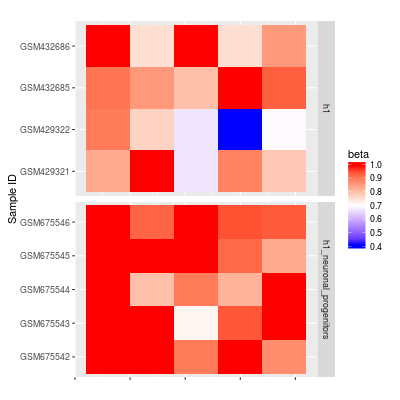 GSM432686
GSM432685
GSM429322
GSM429321
h1
GSM675546
GSM675545
GSM675544
GSM675543
GSM675542
h1_neuronal_progenitors
Sample ID
beta
1.0
0.9
0.8
0.7
0.6
0.5
0.4